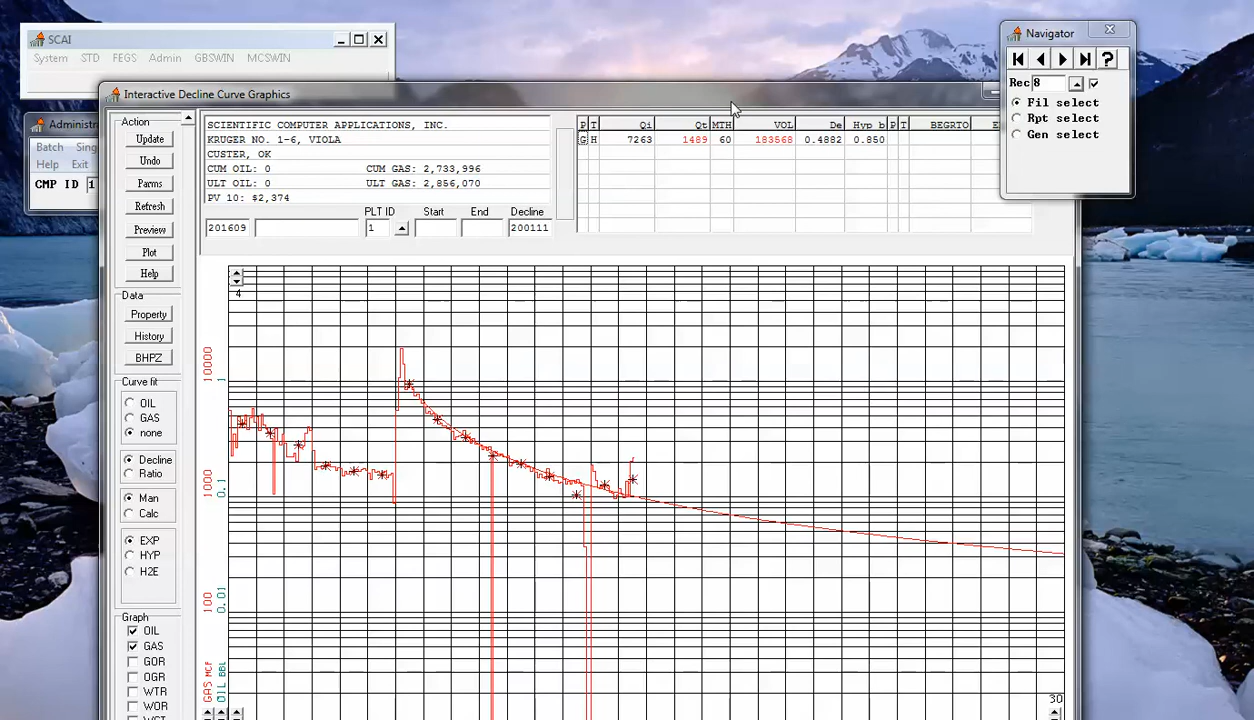 SCAI
System STD FEGS Admin GBSWIN MCSWIN
Interactive Decline Curve Graphics
Administ
Batch Sing
Help Exit
CMP ID 1
Navigator
Rec 8
Fil select
Rpt select
Gen select
Action
Update
Undo
Parms
Refresh
Preview
Plot
Help
Data
Property
History
BHPZ
Curve fit
OIL
GAS
none
Decline
Ratio
Man
Calc
EXP
HYP
H2E
Graph
OIL
GAS
GOR
OGR
WTR
WOR
SCIENTIFIC COMPUTER APPLICATIONS, INC.
KRUGER NO. 1-6, VIOLA
CUSTER, OK
CUM OIL: 0 CUM GAS: 2,733,996
ULT OIL: 0 ULT GAS: 2,856,070
PV 10: $2,374
PLT ID Start End Decline
201609 1 200111
P T Qi Qt MTH VOL De Hyp b P T BEGRTO E
G H 7263 1489 60 183568 0.4882 0.850
4
10000 1
1000 0.1
100 0.01
GAS MCF OIL BBL
30